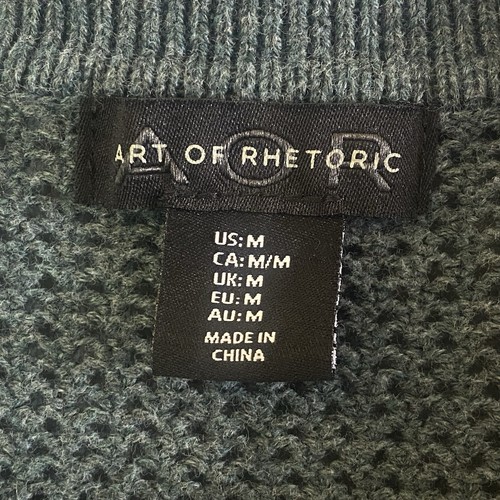 AOR
ART OF RHETORIC
US: M
CA: M/M
UK: M
EU: M
AU: M
MADE IN
CHINA